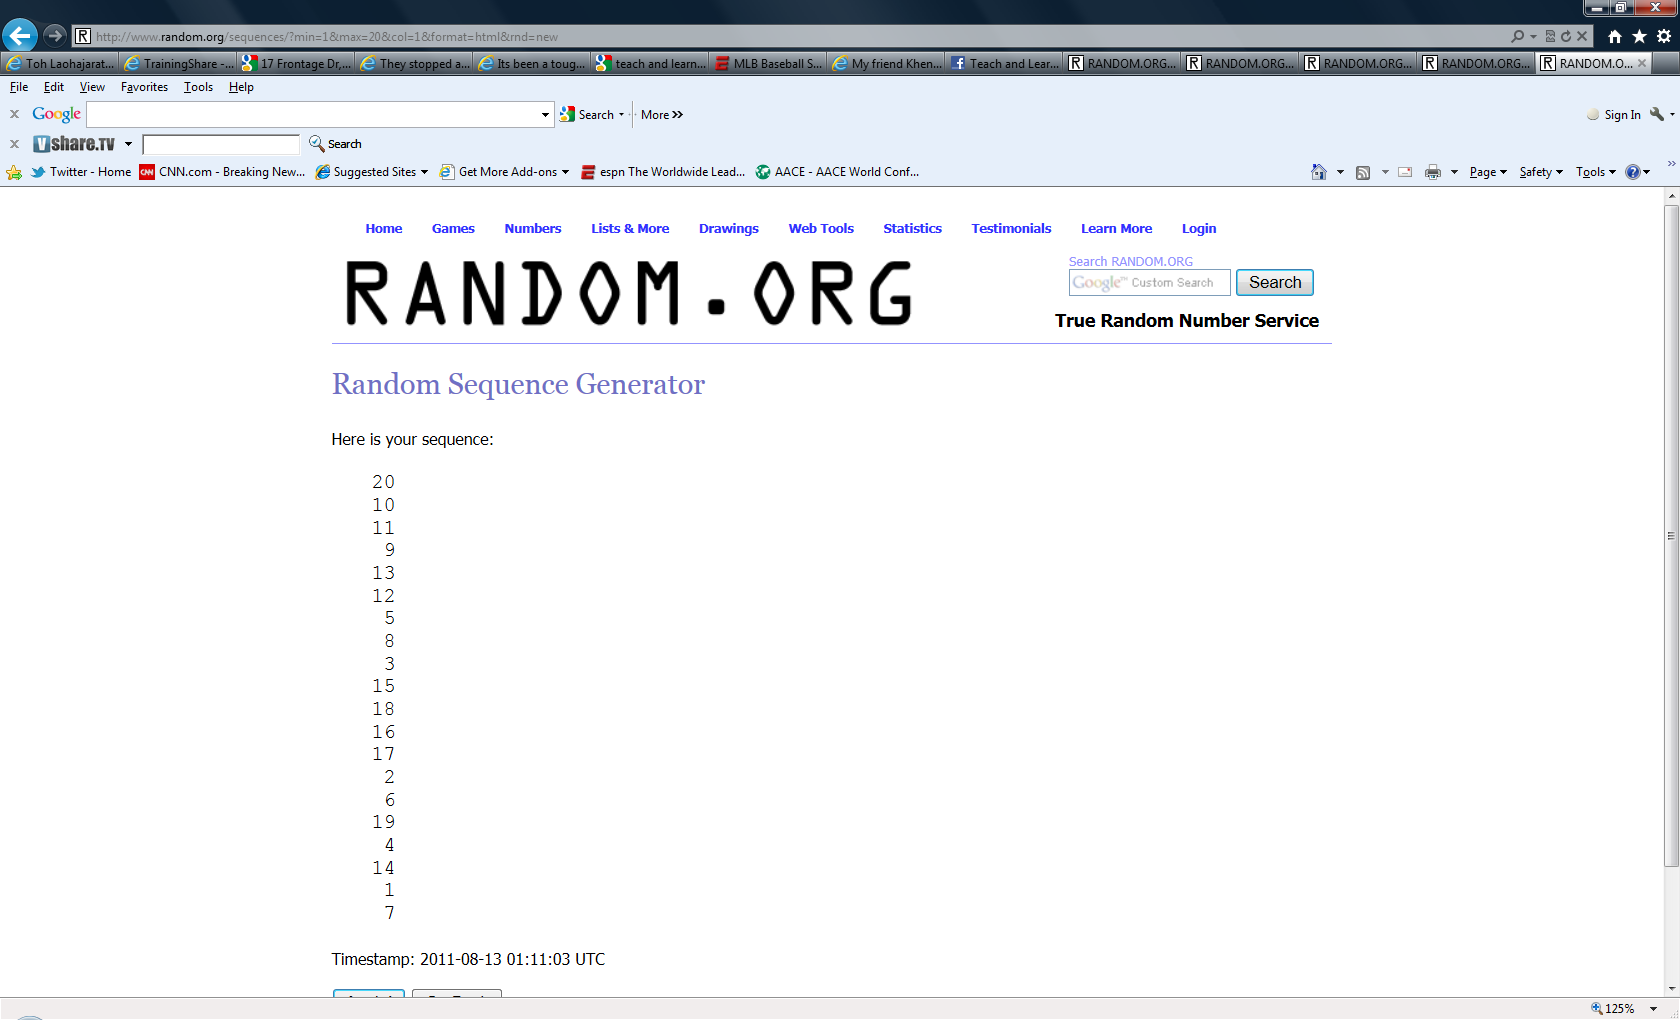 http://www.random.org/sequences/?min=1&max=20&col=1&format=html&rnd=new
Toh Laohajarat... TrainingShare -... 17 Frontage Dr,... They stopped a... Its been a toug... teach and learn... MLB Baseball S... My friend Khen... Teach and Lear... RANDOM.ORG... RANDOM.ORG... RANDOM.ORG... RANDOM.ORG... RANDOM.O...
File Edit View Favorites Tools Help
x Google Search More >> Sign In
x Vshare.TV Search
Twitter - Home CNN CNN.com - Breaking New... Suggested Sites Get More Add-ons espn The Worldwide Lead... AACE - AACE World Conf... Page Safety Tools
Home Games Numbers Lists & More Drawings Web Tools Statistics Testimonials Learn More Login
RANDOM.ORG
Search RANDOM.ORG
Google™ Custom Search Search
True Random Number Service
Random Sequence Generator
Here is your sequence:
20
10
11
9
13
12
5
8
3
15
18
16
17
2
6
19
4
14
1
7
Timestamp: 2011-08-13 01:11:03 UTC
125%